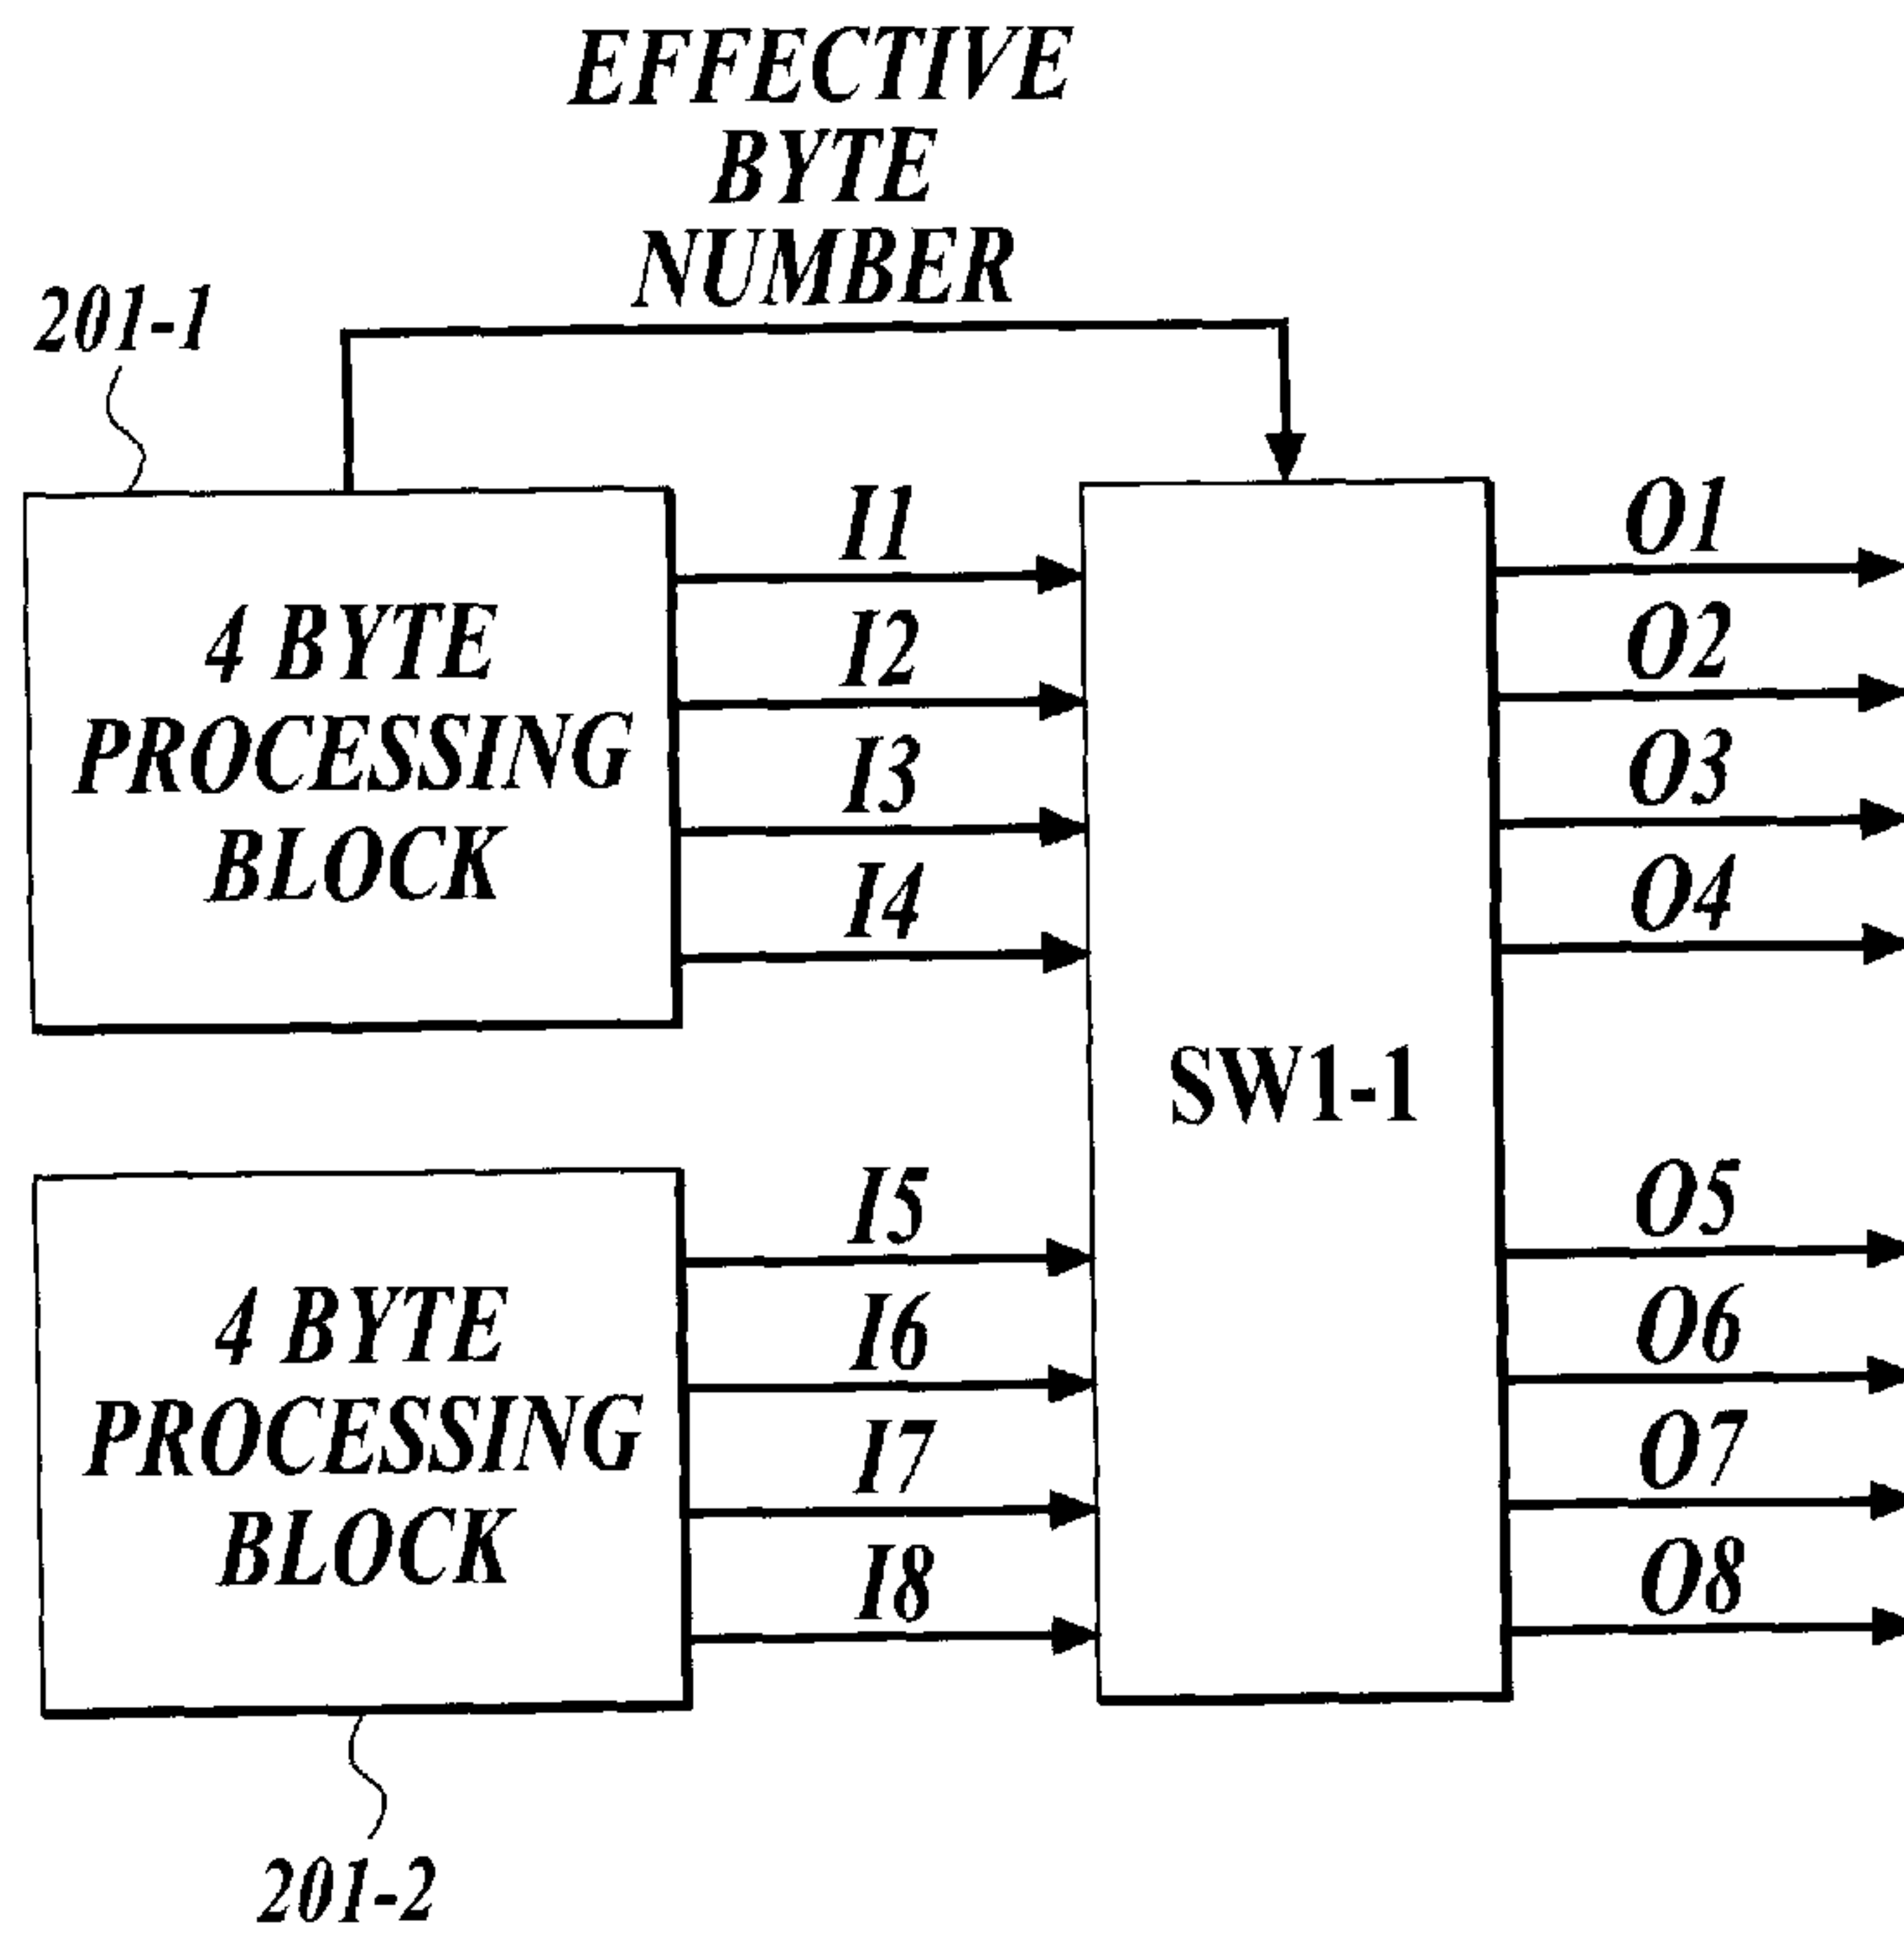 EFFECTIVE
BYTE
NUMBER
201-1
4 BYTE
PROCESSING
BLOCK
I1
I2
I3
I4
SW1-1
O1
O2
O3
O4
4 BYTE
PROCESSING
BLOCK
I5
I6
I7
I8
O5
O6
O7
O8
201-2